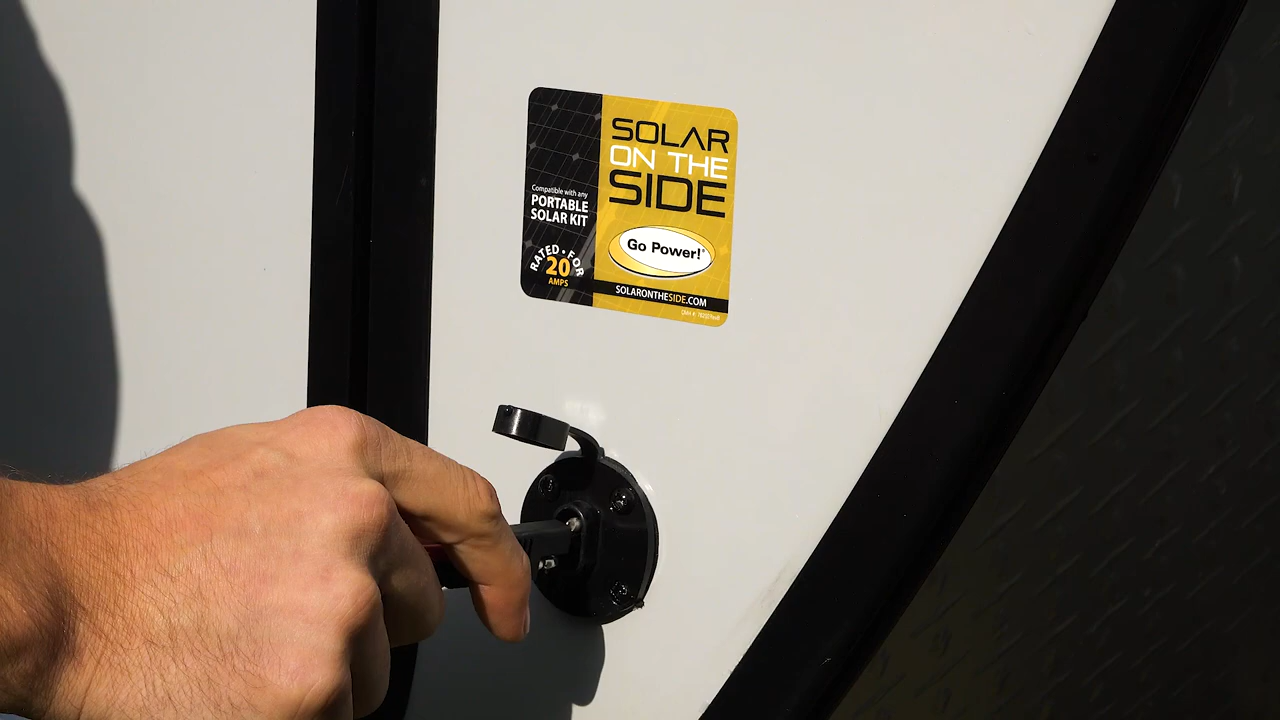 SOLAR
ON THE
SIDE
Compatible with any
PORTABLE
SOLAR KIT
RATED • FOR
20
AMPS
Go Power!®
SOLARONTHESIDE.COM